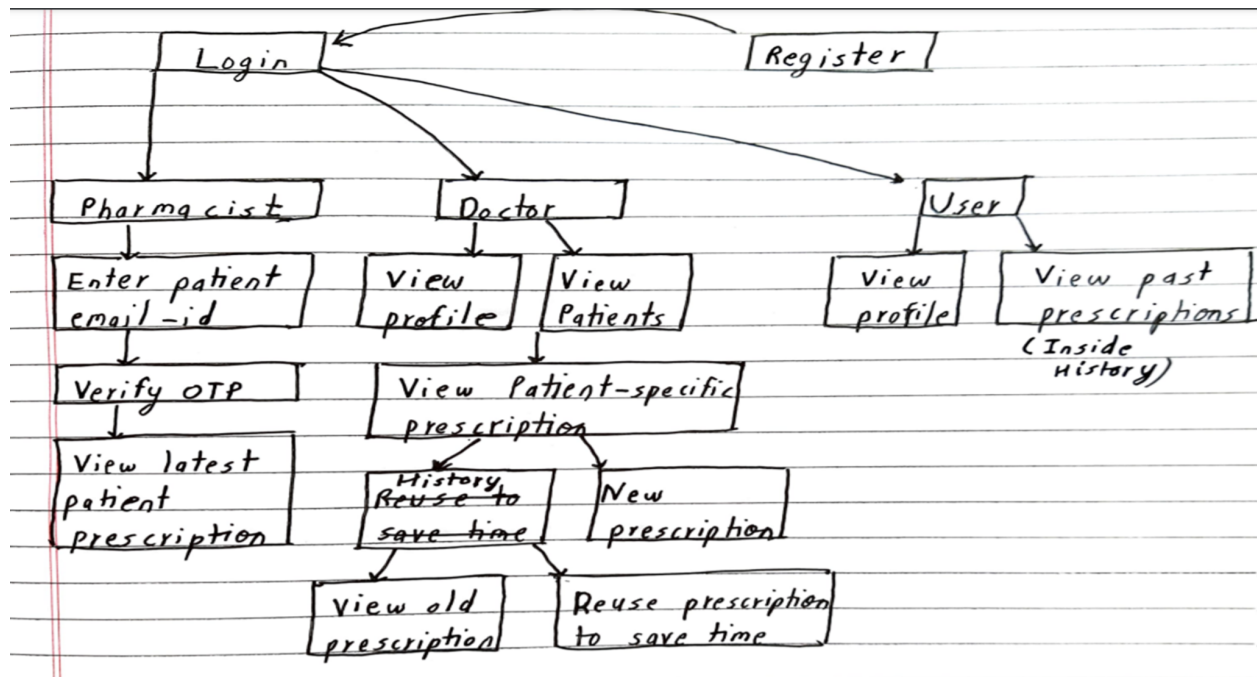 Login
Register
Pharmacist
Doctor
User
Enter patient
email-id
View
profile
View
Patients
View
profile
View past
prescriptions
(Inside
History)
Verify OTP
View Patient-specific
prescription
View latest
patient
prescription
History
Reuse to
save time
New
prescription
View old
prescription
Reuse prescription
to save time